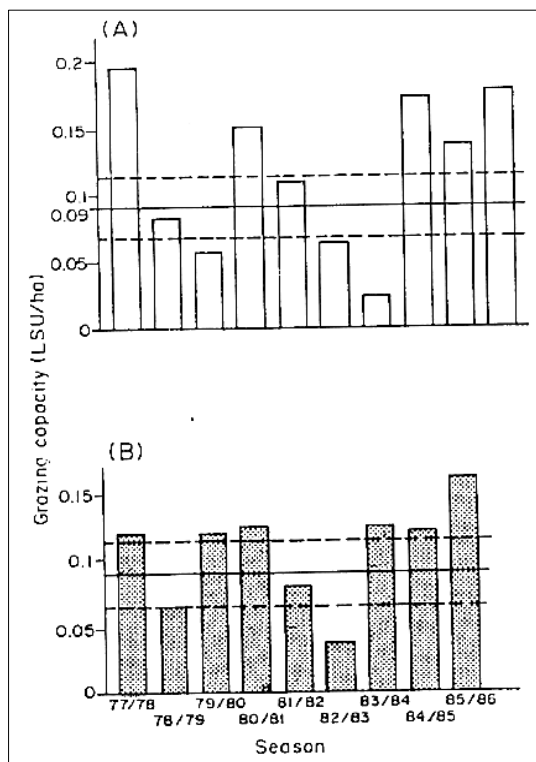 (A)
0.2
0.15
0.1
0.09
0.05
0
Grazing capacity (LSU/ha)
(B)
0.15
0.1
0.05
0
77/78 79/80 81/82 83/84 85/86
78/79 80/81 82/83 84/85
Season